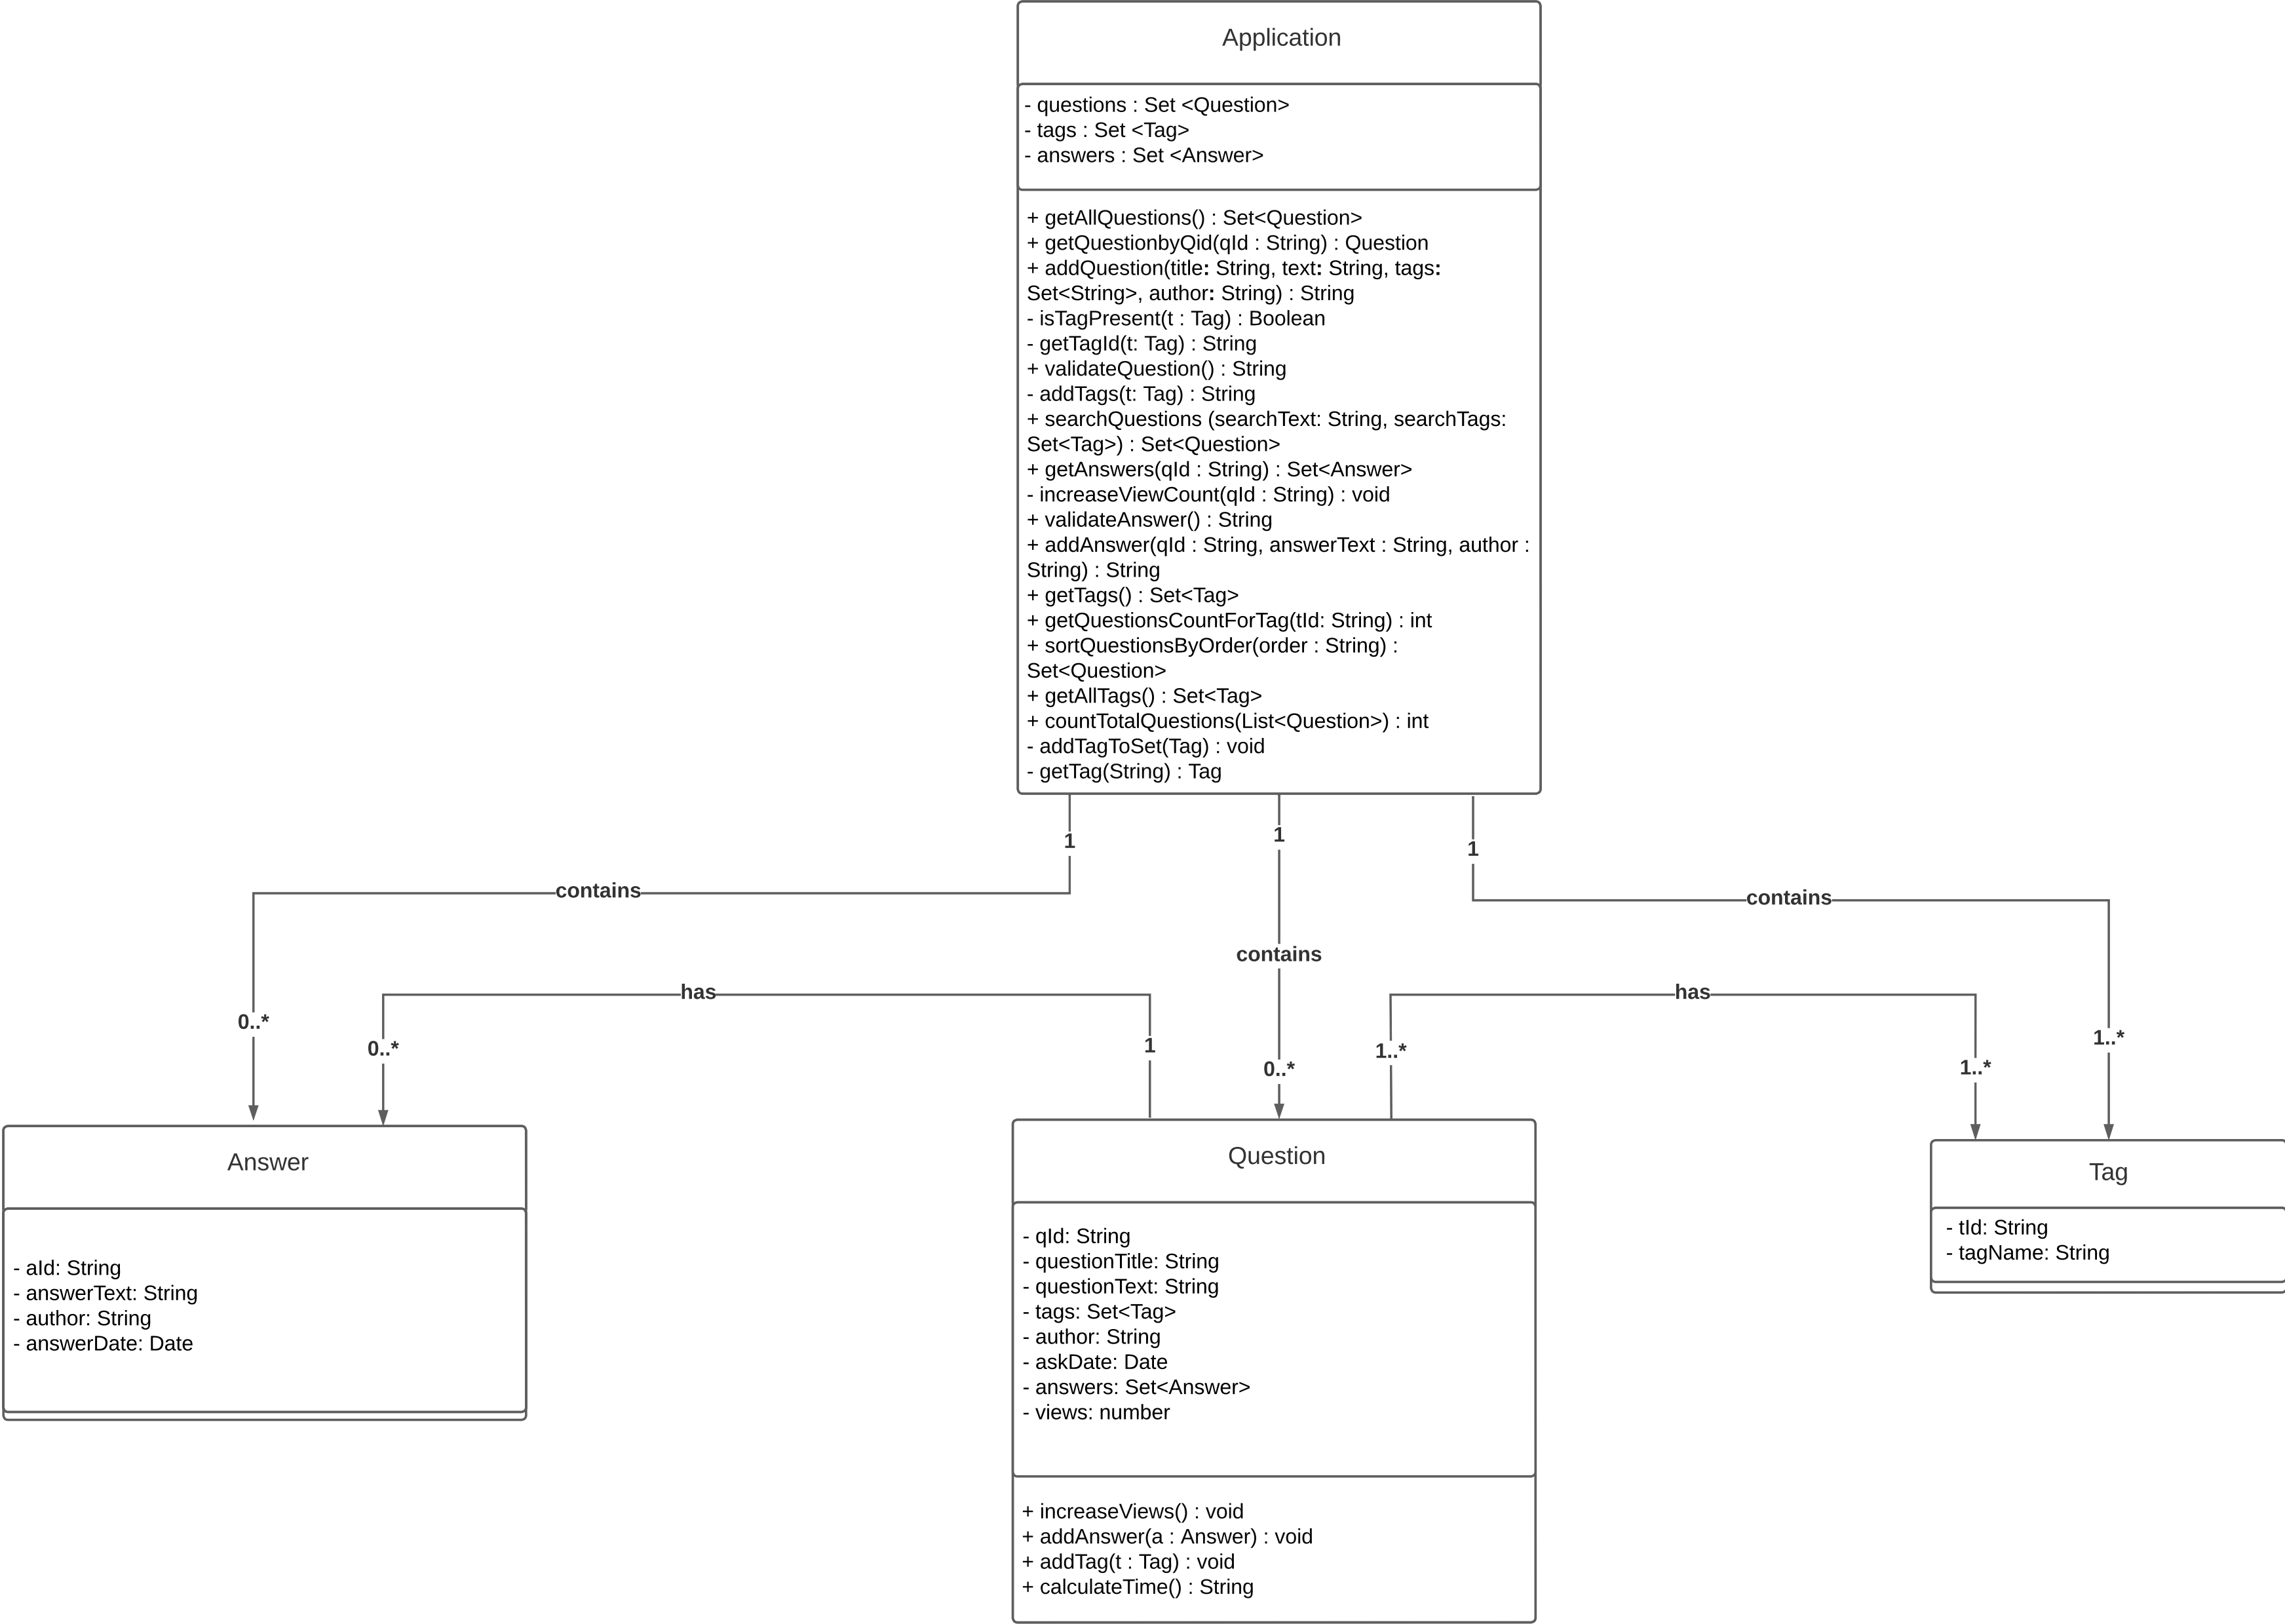 Application
- questions : Set <Question>
- tags : Set <Tag>
- answers : Set <Answer>
+ getAllQuestions() : Set<Question>
+ getQuestionbyQid(qId : String) : Question
+ addQuestion(title: String, text: String, tags:
Set<String>, author: String) : String
- isTagPresent(t : Tag) : Boolean
- getTagId(t: Tag) : String
+ validateQuestion() : String
- addTags(t: Tag) : String
+ searchQuestions (searchText: String, searchTags:
Set<Tag>) : Set<Question>
+ getAnswers(qId : String) : Set<Answer>
- increaseViewCount(qId : String) : void
+ validateAnswer() : String
+ addAnswer(qId : String, answerText : String, author :
String) : String
+ getTags() : Set<Tag>
+ getQuestionsCountForTag(tId: String) : int
+ sortQuestionsByOrder(order : String) :
Set<Question>
+ getAllTags() : Set<Tag>
+ countTotalQuestions(List<Question>) : int
- addTagToSet(Tag) : void
- getTag(String) : Tag
1
1
1
contains
contains
contains
has
has
0..*
0..*
1
0..*
1..*
1..*
1..*
Answer
- aId: String
- answerText: String
- author: String
- answerDate: Date
Question
- qId: String
- questionTitle: String
- questionText: String
- tags: Set<Tag>
- author: String
- askDate: Date
- answers: Set<Answer>
- views: number
+ increaseViews() : void
+ addAnswer(a : Answer) : void
+ addTag(t : Tag) : void
+ calculateTime() : String
Tag
- tId: String
- tagName: String